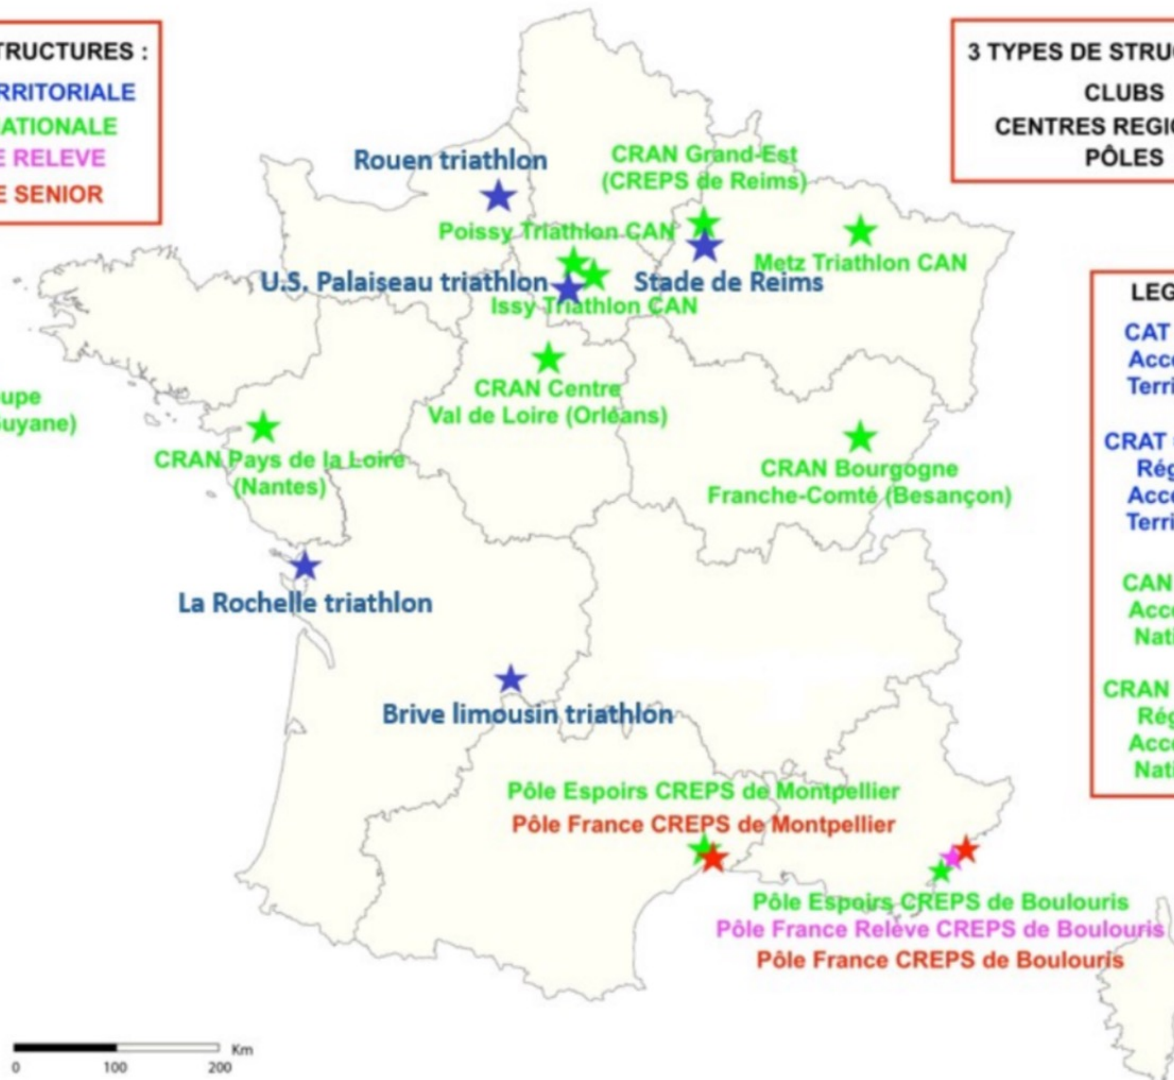 TRUCTURES :
RRITORIALE
ATIONALE
E RELEVE
E SENIOR
3 TYPES DE STRU
CLUBS
CENTRES REGI
PÔLES
Rouen triathlon
CRAN Grand-Est
(CREPS de Reims)
Poissy Triathlon CAN
Metz Triathlon CAN
U.S. Palaiseau triathlon
Stade de Reims
Issy Triathlon CAN
CRAN Centre
Val de Loire (Orléans)
upe
uyane)
CRAN Pays de la Loire
(Nantes)
CRAN Bourgogne
Franche-Comté (Besançon)
La Rochelle triathlon
Brive limousin triathlon
Pôle Espoirs CREPS de Montpellier
Pôle France CREPS de Montpellier
Pôle Espoirs CREPS de Boulouris
Pôle France Relève CREPS de Boulouris
Pôle France CREPS de Boulouris
LEG
CAT
Acc
Terri
CRAT
Rég
Acc
Terri
CAN
Acc
Nati
CRAN
Rég
Acc
Nati
Km
0 100 200